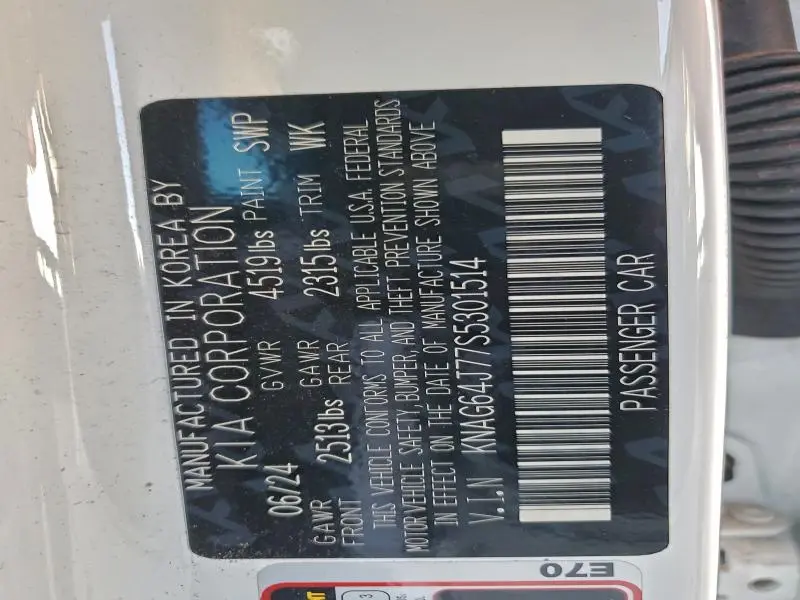 MANUFACTURED IN KOREA BY
KIA CORPORATION
06/24 GVWR 4519lbs PAINT SWP
GAWR FRONT 2513lbs GAWR REAR 2315lbs TRIM WK
THIS VEHICLE CONFORMS TO ALL APPLICABLE U.S.A. FEDERAL
MOTOR VEHICLE SAFETY, BUMPER, AND THEFT PREVENTION STANDARDS
IN EFFECT ON THE DATE OF MANUFACTURE SHOWN ABOVE
V.I.N KNAG64J77S5301514
PASSENGER CAR
E70
3